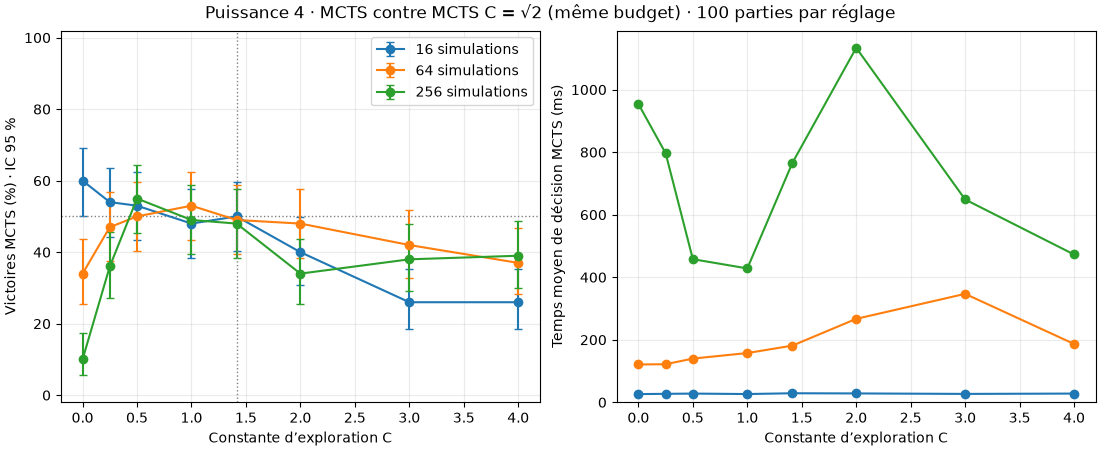 Puissance 4 · MCTS contre MCTS C = √2 (même budget) · 100 parties par réglage
Victoires MCTS (%) · IC 95 %
100
80
60
40
20
0
16 simulations
64 simulations
256 simulations
0.0 0.5 1.0 1.5 2.0 2.5 3.0 3.5 4.0
Constante d’exploration C
Temps moyen de décision MCTS (ms)
1000
800
600
400
200
0
0.0 0.5 1.0 1.5 2.0 2.5 3.0 3.5 4.0
Constante d’exploration C